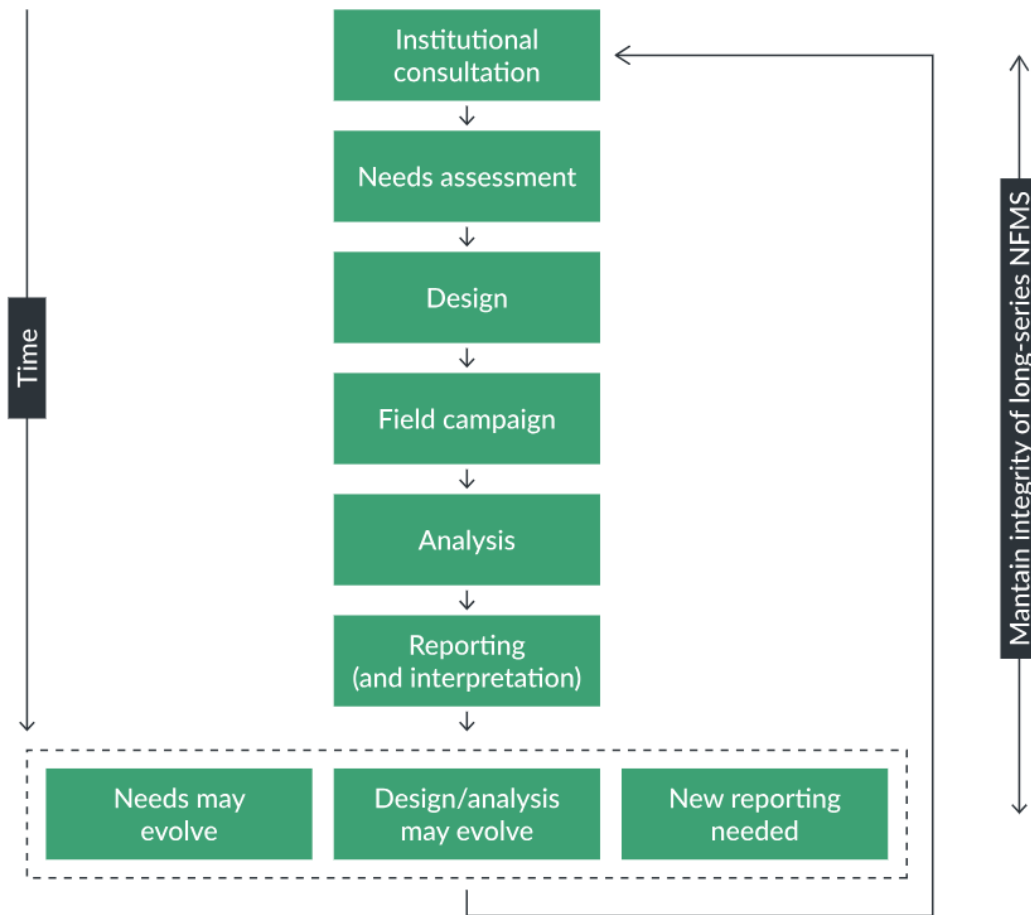 Institutional
consultation
Needs assessment
Design
Field campaign
Analysis
Reporting
(and interpretation)
Needs may
evolve
Design/analysis
may evolve
New reporting
needed
Time
Mantain integrity of long-series NFMS